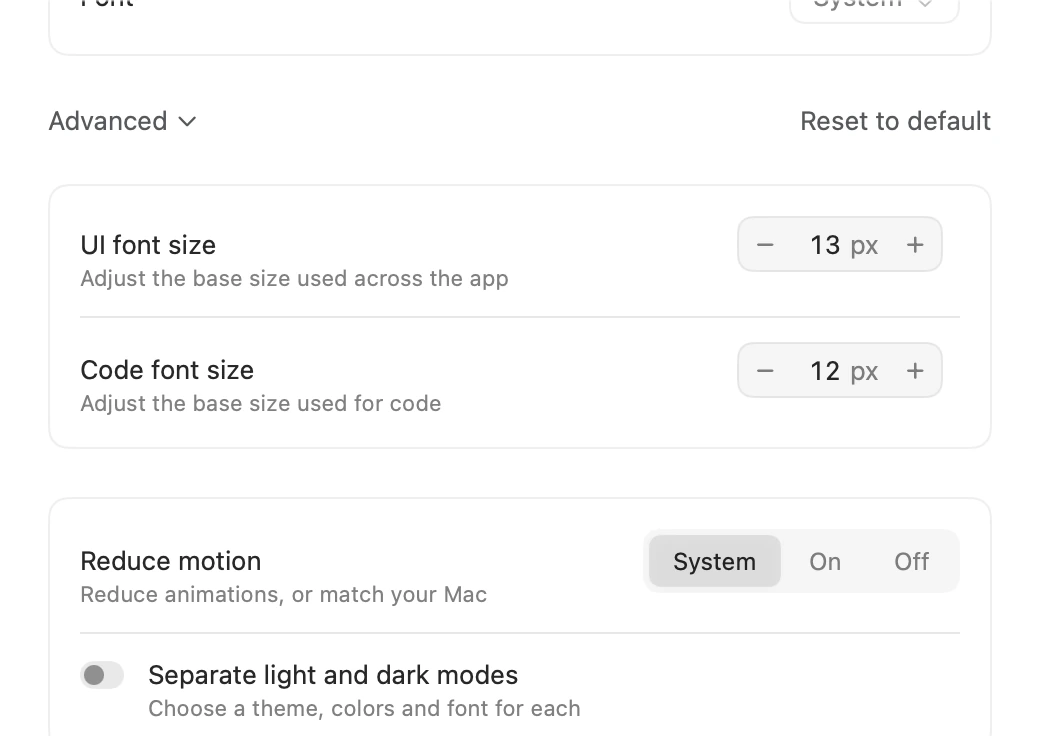 Font
System
Advanced
Reset to default
UI font size
13 px
Adjust the base size used across the app
Code font size
12 px
Adjust the base size used for code
Reduce motion
System
On
Off
Reduce animations, or match your Mac
Separate light and dark modes
Choose a theme, colors and font for each